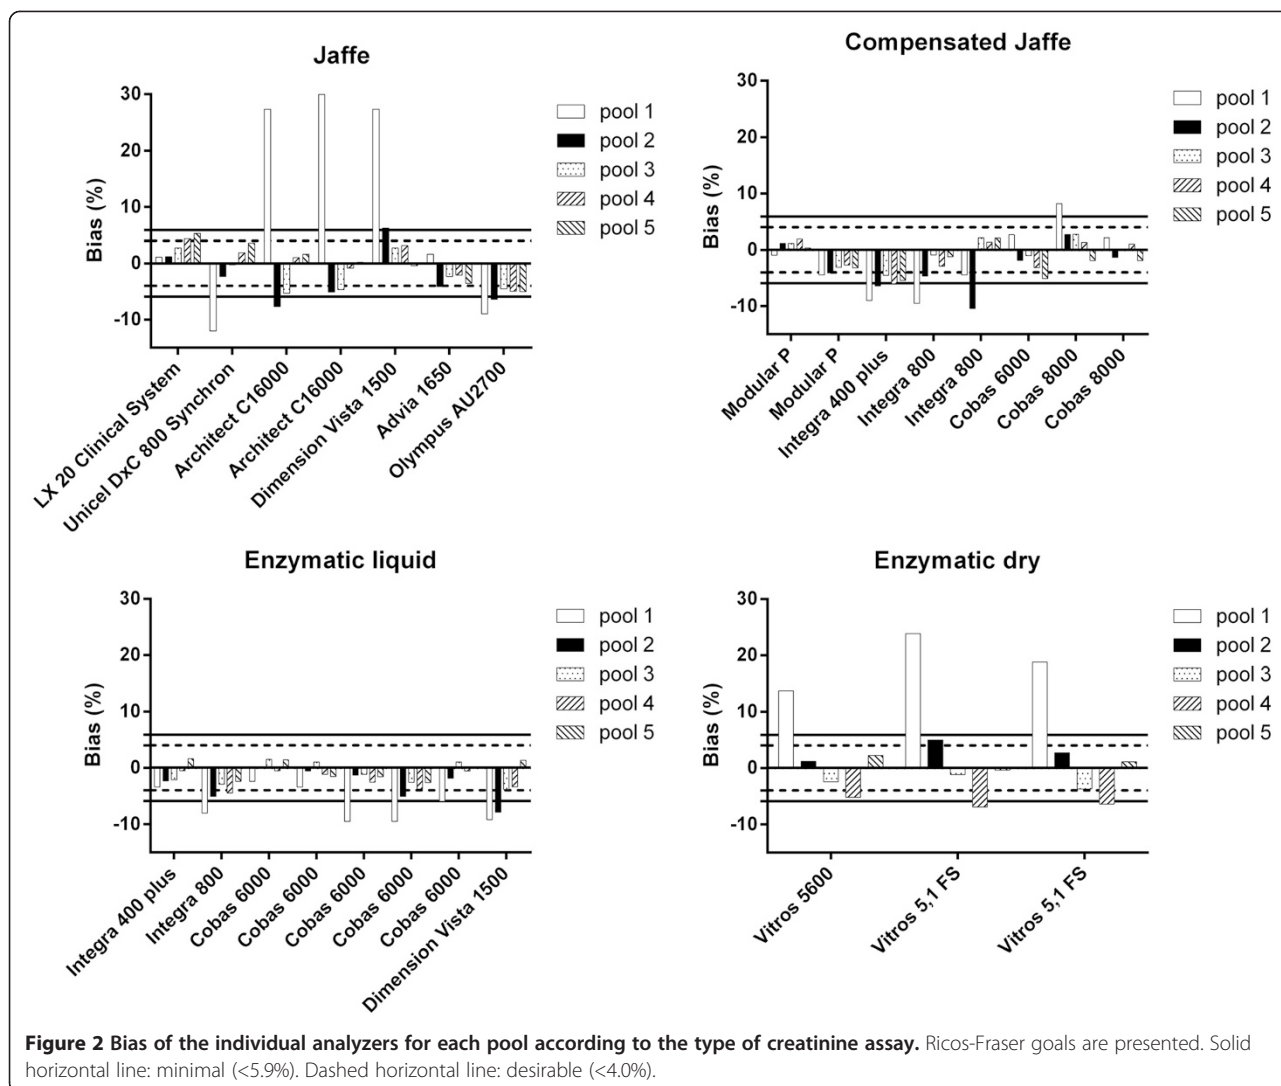 Jaffe
Bias (%)
30
20
10
0
-10
pool 1
pool 2
pool 3
pool 4
pool 5
LX 20 Clinical System
Unicel DxC 800 Synchron
Architect C16000
Architect C16000
Dimension Vista 1500
Advia 1650
Olympus AU2700
Compensated Jaffe
Bias (%)
30
20
10
0
-10
pool 1
pool 2
pool 3
pool 4
pool 5
Modular P
Modular P
Integra 400 plus
Integra 800
Integra 800
Cobas 6000
Cobas 8000
Cobas 8000
Enzymatic liquid
Bias (%)
30
20
10
0
-10
pool 1
pool 2
pool 3
pool 4
pool 5
Integra 400 plus
Integra 800
Cobas 6000
Cobas 6000
Cobas 6000
Cobas 6000
Cobas 6000
Dimension Vista 1500
Enzymatic dry
Bias (%)
30
20
10
0
-10
pool 1
pool 2
pool 3
pool 4
pool 5
Vitros 5600
Vitros 5,1 FS
Vitros 5,1 FS
Figure 2 Bias of the individual analyzers for each pool according to the type of creatinine assay. Ricos-Fraser goals are presented. Solid
horizontal line: minimal (<5.9%). Dashed horizontal line: desirable (<4.0%).